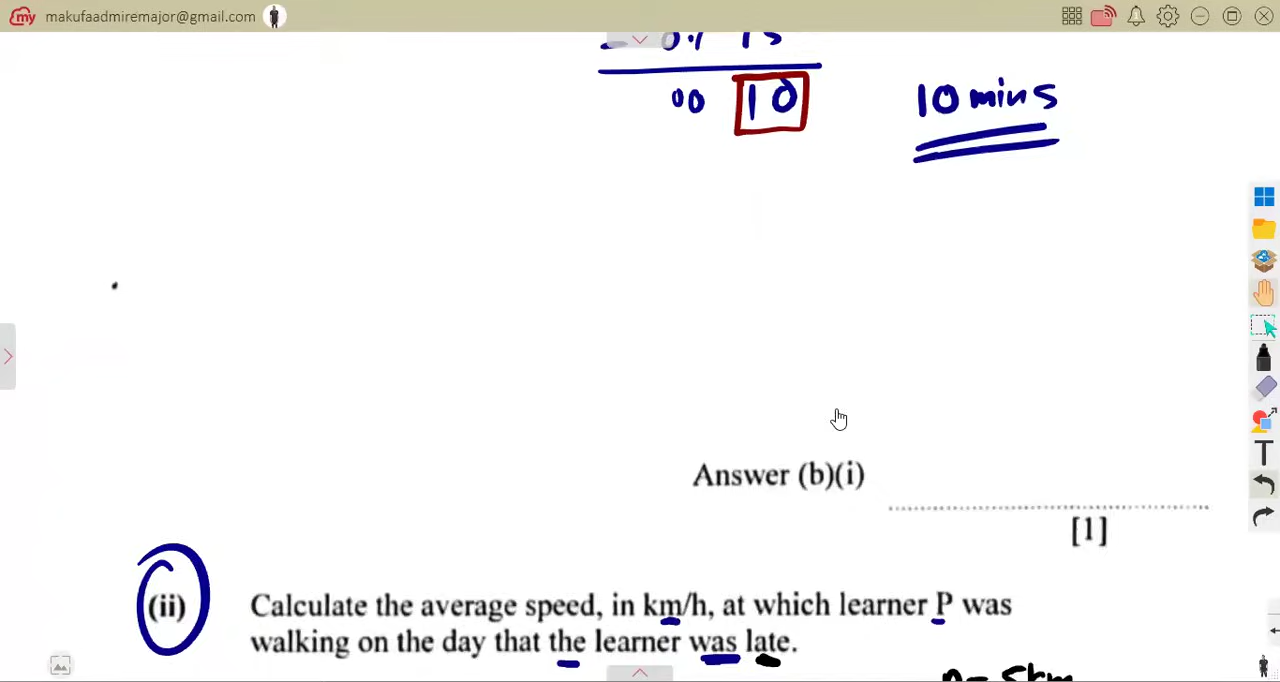 my makufaadmiremajor@gmail.com
00 10
10 mins
Answer (b)(i)
[1]
(ii) Calculate the average speed, in km/h, at which learner P was
walking on the day that the learner was late.
T